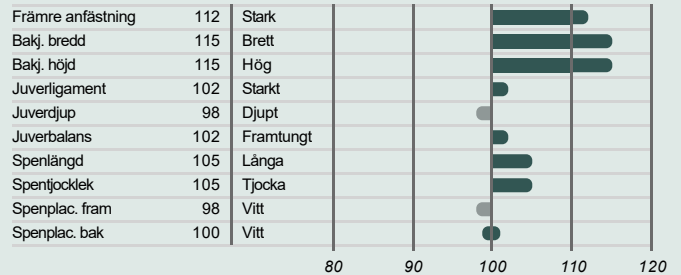 Främre anfästning 112 Stark
Bakj. bredd 115 Brett
Bakj. höjd 115 Hög
Juverligament 102 Starkt
Juverdjup 98 Djupt
Juverbalans 102 Framtungt
Spenlängd 105 Långa
Spentjocklek 105 Tjocka
Spenplac. fram 98 Vitt
Spenplac. bak 100 Vitt
80 90 100 110 120